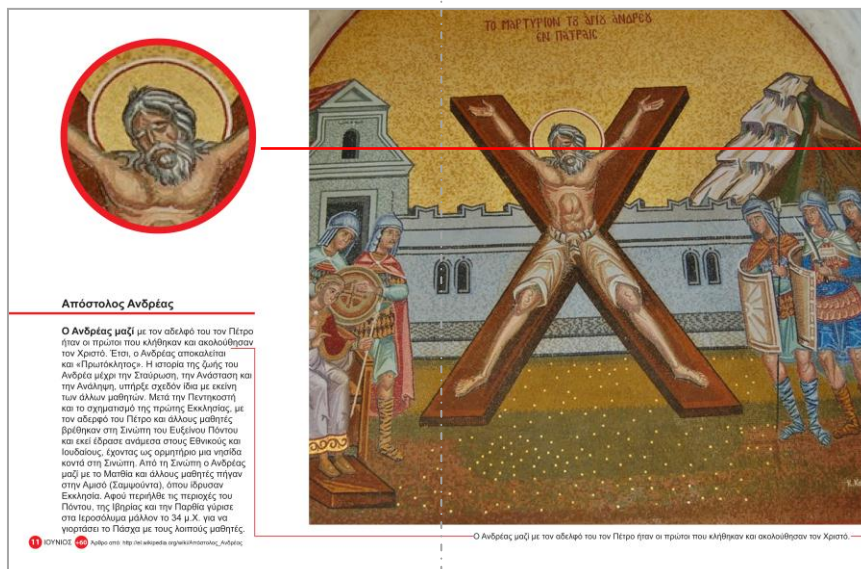 ΤΟ ΜΑΡΤΥΡΙΟΝ ΤΟΥ ΑΓΙΟΥ ΑΝΔΡΕΟΥ
ΕΝ ΠΑΤΡΑΙΣ
Απόστολος Ανδρέας
Ο Ανδρέας μαζί με τον αδελφό του τον Πέτρο
ήταν οι πρώτοι που κλήθηκαν και ακολούθησαν
τον Χριστό. Έτσι, ο Ανδρέας αποκαλείται
και «Πρωτόκλητος». Η ιστορία της ζωής του
Ανδρέα μέχρι την Σταύρωση, την Ανάσταση και
την Ανάληψη, υπήρξε σχεδόν ίδια με εκείνη
των άλλων μαθητών. Μετά την Πεντηκοστή
και το σχηματισμό της πρώτης Εκκλησίας, με
τον αδερφό του Πέτρο και άλλους μαθητές
βρέθηκαν στη Σινώπη του Ευξείνου Πόντου
και εκεί έδρασε ανάμεσα στους Εθνικούς και
Ιουδαίους, έχοντας ως ορμητήριο μια νησίδα
κοντά στη Σινώπη. Από τη Σινώπη ο Ανδρέας
μαζί με το Ματθία και άλλους μαθητές πήγαν
στην Αμισό (Σαμψούντα), όπου ίδρυσαν
Εκκλησία. Αφού περιήλθε τις περιοχές του
Πόντου, της Ιβηρίας και την Παρθία γύρισε
στα Ιεροσόλυμα μάλλον το 34 μ.Χ. για να
γιορτάσει το Πάσχα με τους λοιπούς μαθητές.
Ο Ανδρέας μαζί με τον αδελφό του τον Πέτρο ήταν οι πρώτοι που κλήθηκαν και ακολούθησαν τον Χριστό.
11 ΙΟΥΝΙΟΣ +60 Άρθρο από: http://el.wikipedia.org/wiki/Απόστολος_Ανδρέας